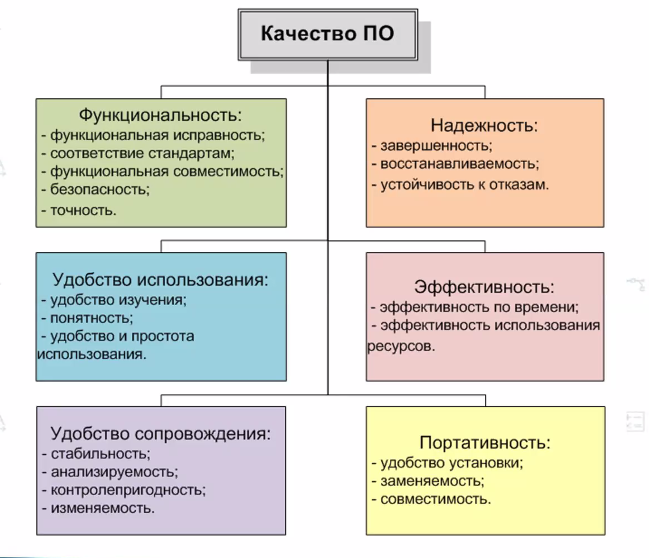 Качество ПО
Функциональность:
- функциональная исправность;
- соответствие стандартам;
- функциональная совместимость;
- безопасность;
- точность.
Надежность:
- завершенность;
- восстанавливаемость;
- устойчивость к отказам.
Удобство использования:
- удобство изучения;
- понятность;
- удобство и простота
использования.
Эффективность:
- эффективность по времени;
- эффективность использования
ресурсов.
Удобство сопровождения:
- стабильность;
- анализируемость;
- контролепригодность;
- изменяемость.
Портативность:
- удобство установки;
- заменяемость;
- совместимость.